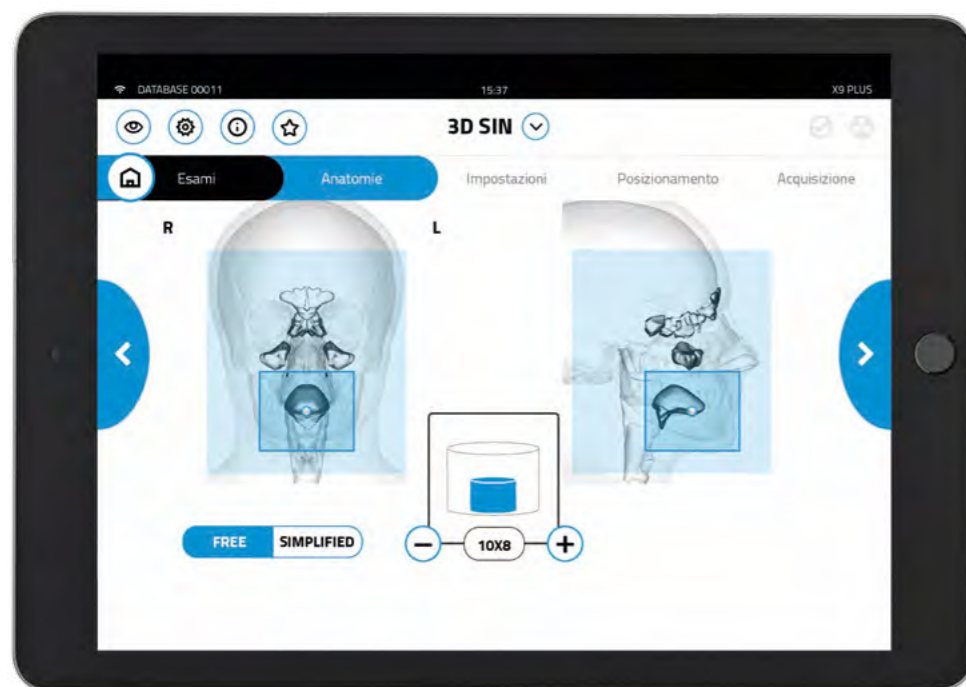 DATABASE 00011 15:37 X9 PLUS
3D SIN
Esami Anatomie Impostazioni Posizionamento Acquisizione
R L
FREE SIMPLIFIED 10X8